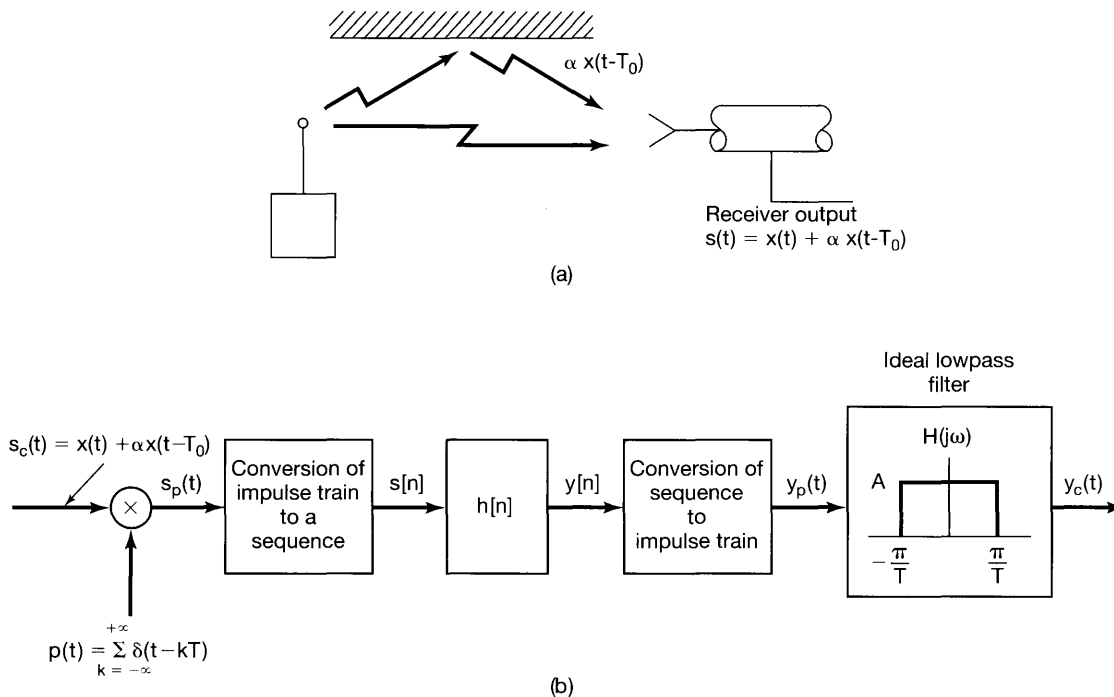 α x(t-T₀)
Receiver output
s(t) = x(t) + α x(t-T₀)
(a)
Ideal lowpass
filter
s_c(t) = x(t) + αx(t−T₀)
s_p(t)
×
Conversion of
impulse train
to a
sequence
s[n]
h[n]
y[n]
Conversion of
sequence
to
impulse train
y_p(t)
H(jω)
A
−π/T
π/T
y_c(t)
p(t) = Σ_{k = −∞}^{+∞} δ(t−kT)
(b)